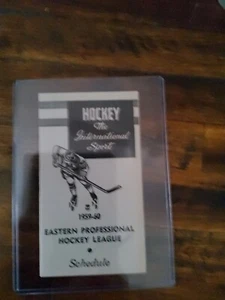 HOCKEY
The
International
Sport
1959-60
EASTERN PROFESSIONAL
HOCKEY LEAGUE
Schedule